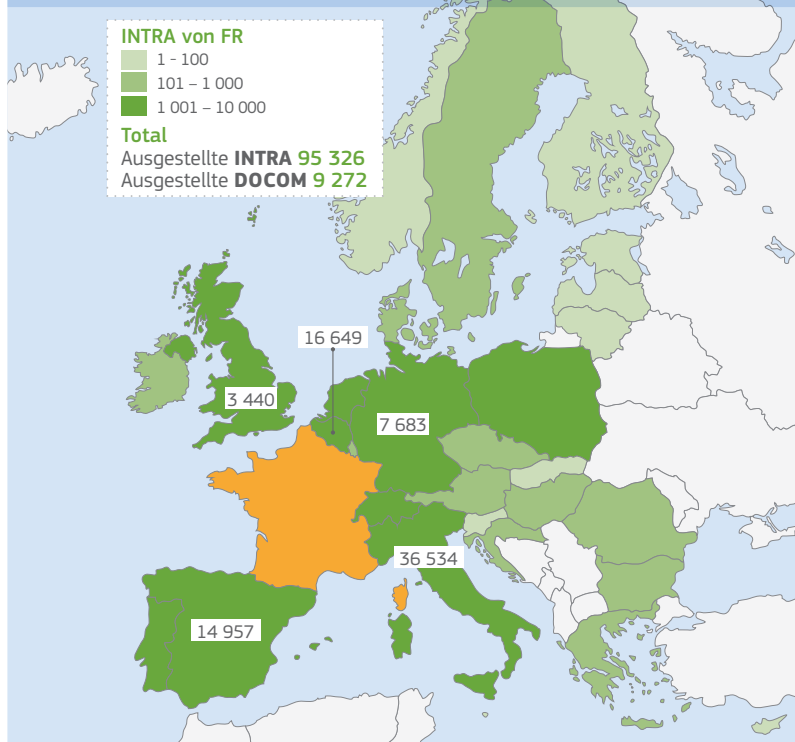 INTRA von FR
1 - 100
101 – 1 000
1 001 – 10 000
Total
Ausgestellte INTRA 95 326
Ausgestellte DOCOM 9 272
16 649
3 440
7 683
36 534
14 957